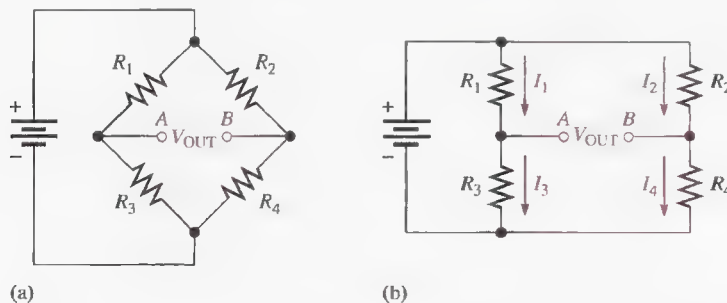 R1
R2
+
A
B
VOUT
−
R3
R4
(a)
+
R1
I1
I2
R2
A
B
VOUT
−
R3
I3
I4
R4
(b)